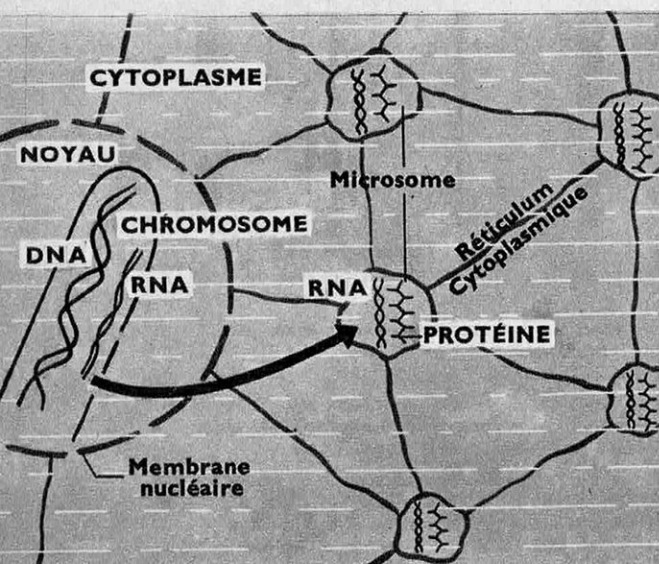 CYTOPLASME
NOYAU
CHROMOSOME
DNA
RNA
Microsome
Réticulum
Cytoplasmique
RNA
PROTÉINE
Membrane
nucléaire